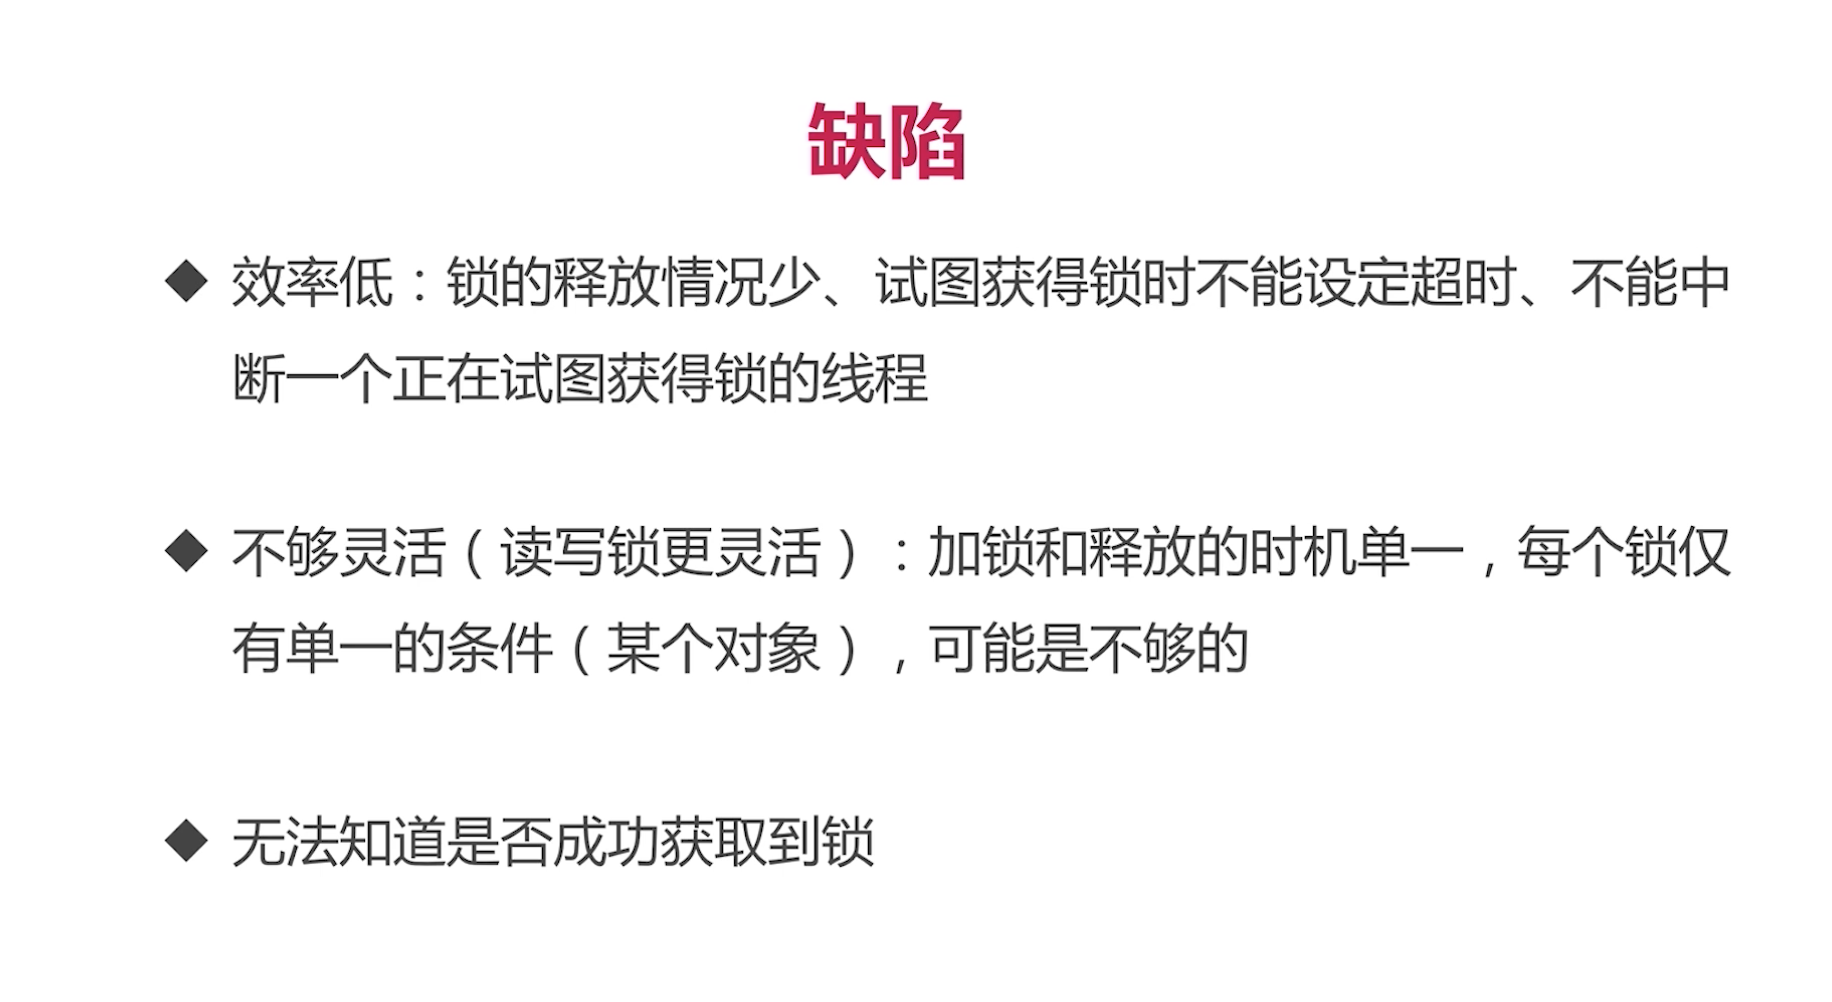 缺陷
◆ 效率低：锁的释放情况少、试图获得锁时不能设定超时、不能中
断一个正在试图获得锁的线程
◆ 不够灵活（读写锁更灵活）：加锁和释放的时机单一，每个锁仅
有单一的条件（某个对象），可能是不够的
◆ 无法知道是否成功获取到锁